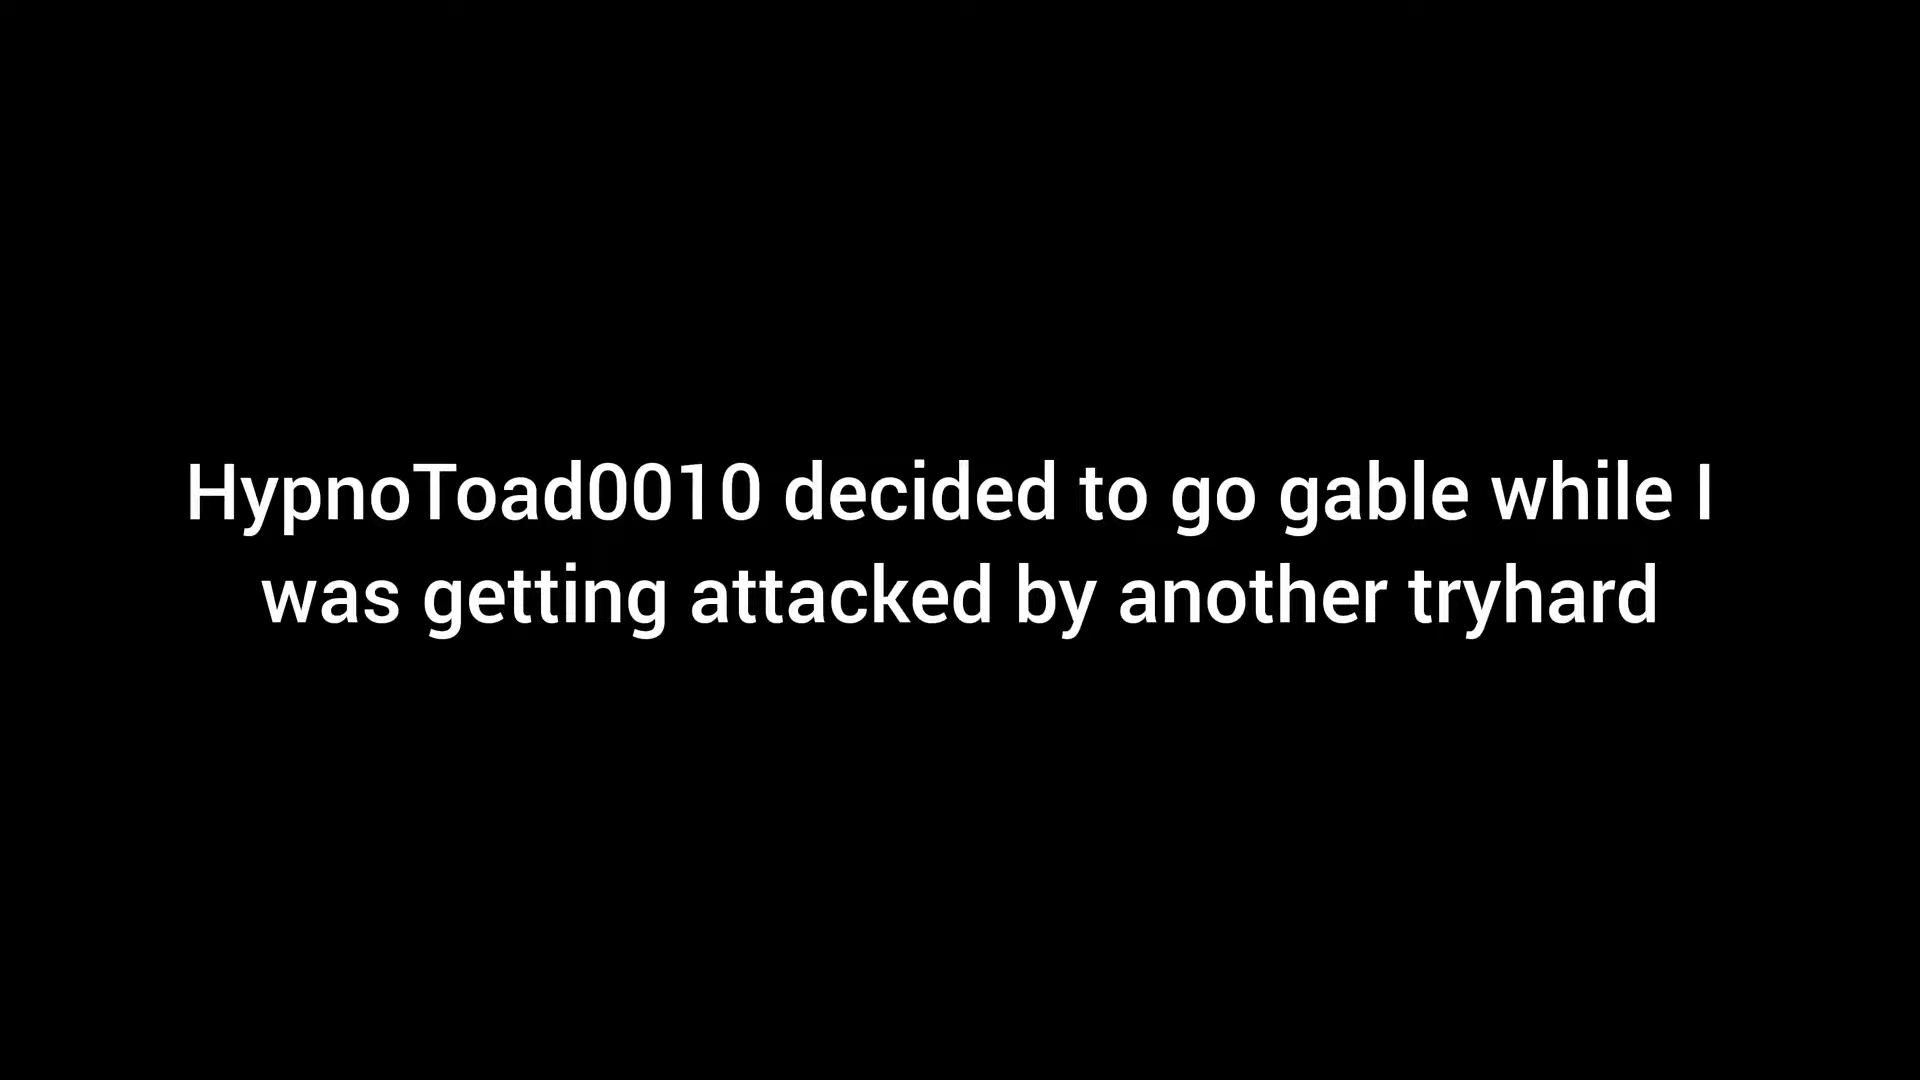 HypnoToad0010 decided to go gable while I
was getting attacked by another tryhard